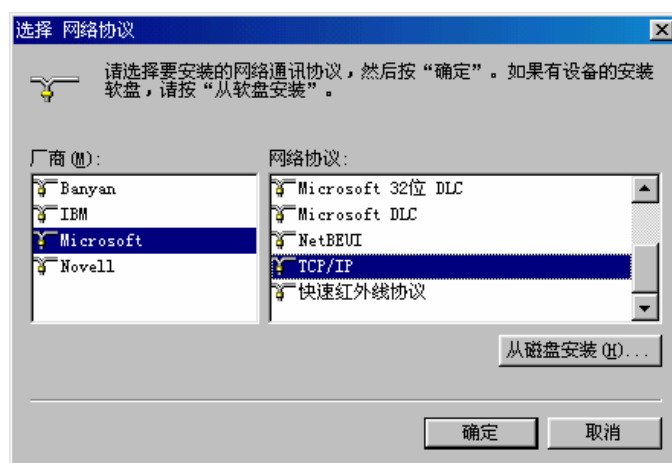 选择 网络协议
请选择要安装的网络通讯协议，然后按“确定”。如果有设备的安装
软盘，请按“从软盘安装”。
厂商(M):
网络协议:
Banyan
IBM
Microsoft
Novell
Microsoft 32位 DLC
Microsoft DLC
NetBEUI
TCP/IP
快速红外线协议
从磁盘安装(H)...
确定
取消